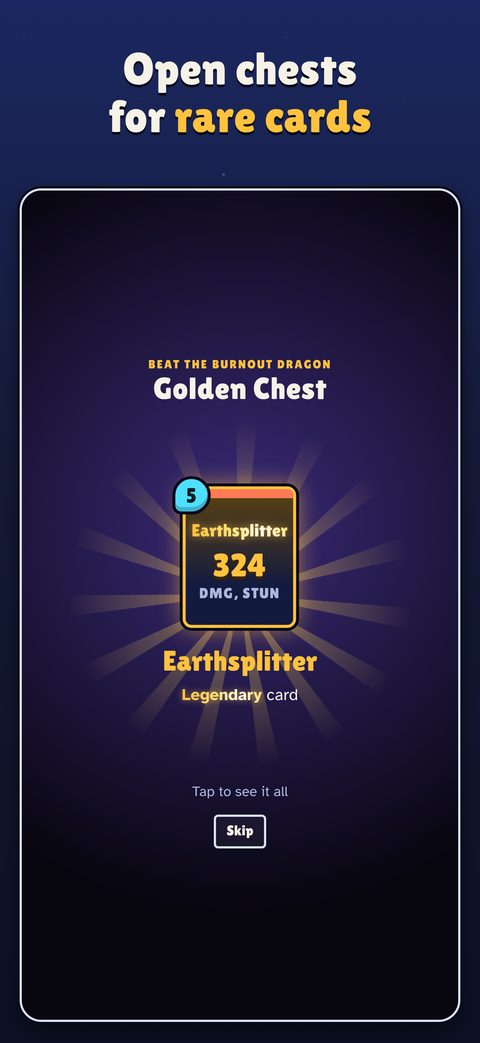 Open chests
for rare cards
BEAT THE BURNOUT DRAGON
Golden Chest
5
Earthsplitter
324
DMG, STUN
Earthsplitter
Legendary card
Tap to see it all
Skip